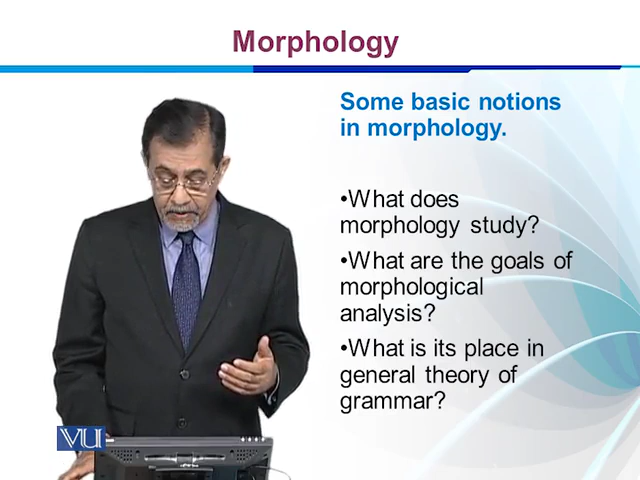 Morphology
Some basic notions
in morphology.
•What does
morphology study?
•What are the goals of
morphological
analysis?
•What is its place in
general theory of
grammar?
VU